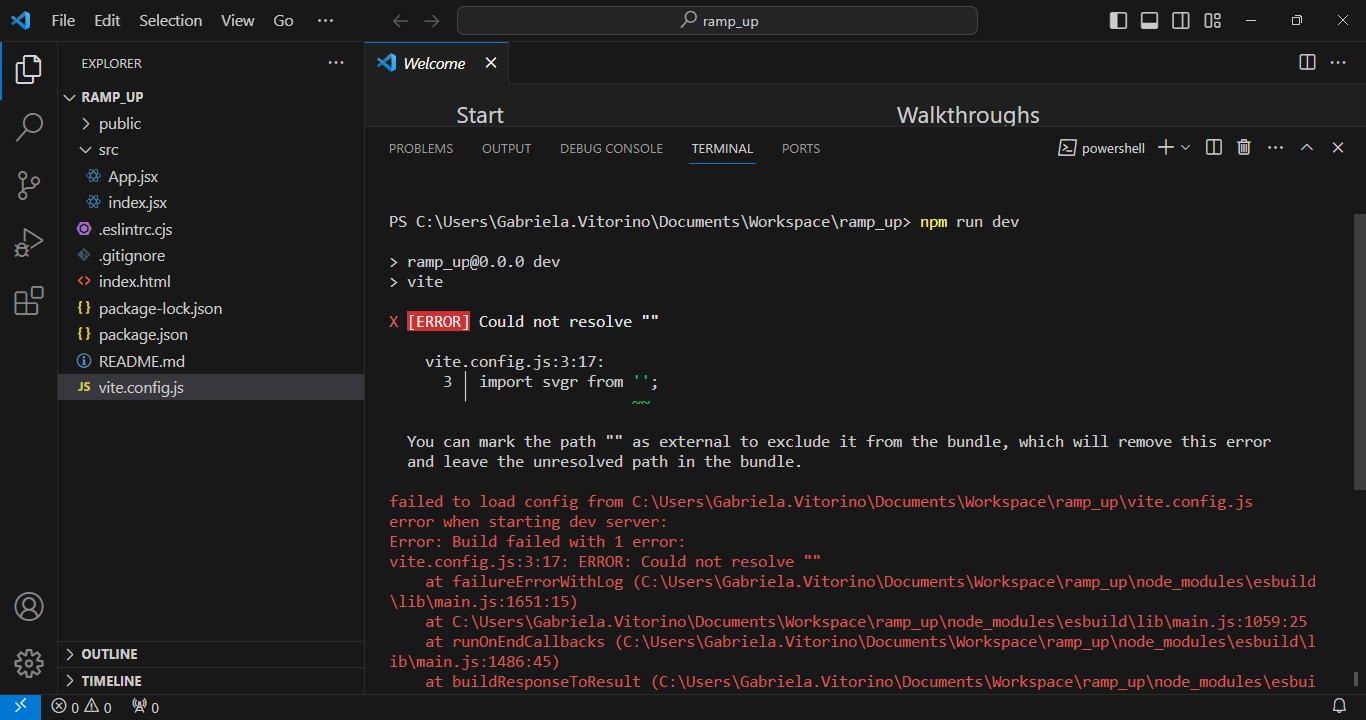 File Edit Selection View Go ···
ramp_up
EXPLORER ···
RAMP_UP
public
src
App.jsx
index.jsx
.eslintrc.cjs
.gitignore
index.html
package-lock.json
package.json
README.md
JS vite.config.js
OUTLINE
TIMELINE
Welcome
Start Walkthroughs
PROBLEMS OUTPUT DEBUG CONSOLE TERMINAL PORTS
powershell
PS C:\Users\Gabriela.Vitorino\Documents\Workspace\ramp_up> npm run dev
> ramp_up@0.0.0 dev
> vite
X [ERROR] Could not resolve ""
vite.config.js:3:17:
3 │ import svgr from '';
~~
You can mark the path "" as external to exclude it from the bundle, which will remove this error
and leave the unresolved path in the bundle.
failed to load config from C:\Users\Gabriela.Vitorino\Documents\Workspace\ramp_up\vite.config.js
error when starting dev server:
Error: Build failed with 1 error:
vite.config.js:3:17: ERROR: Could not resolve ""
at failureErrorWithLog (C:\Users\Gabriela.Vitorino\Documents\Workspace\ramp_up\node_modules\esbuild
\lib\main.js:1651:15)
at C:\Users\Gabriela.Vitorino\Documents\Workspace\ramp_up\node_modules\esbuild\lib\main.js:1059:25
at runOnEndCallbacks (C:\Users\Gabriela.Vitorino\Documents\Workspace\ramp_up\node_modules\esbuild\l
ib\main.js:1486:45)
at buildResponseToResult (C:\Users\Gabriela.Vitorino\Documents\Workspace\ramp_up\node_modules\esbui
0 0 0